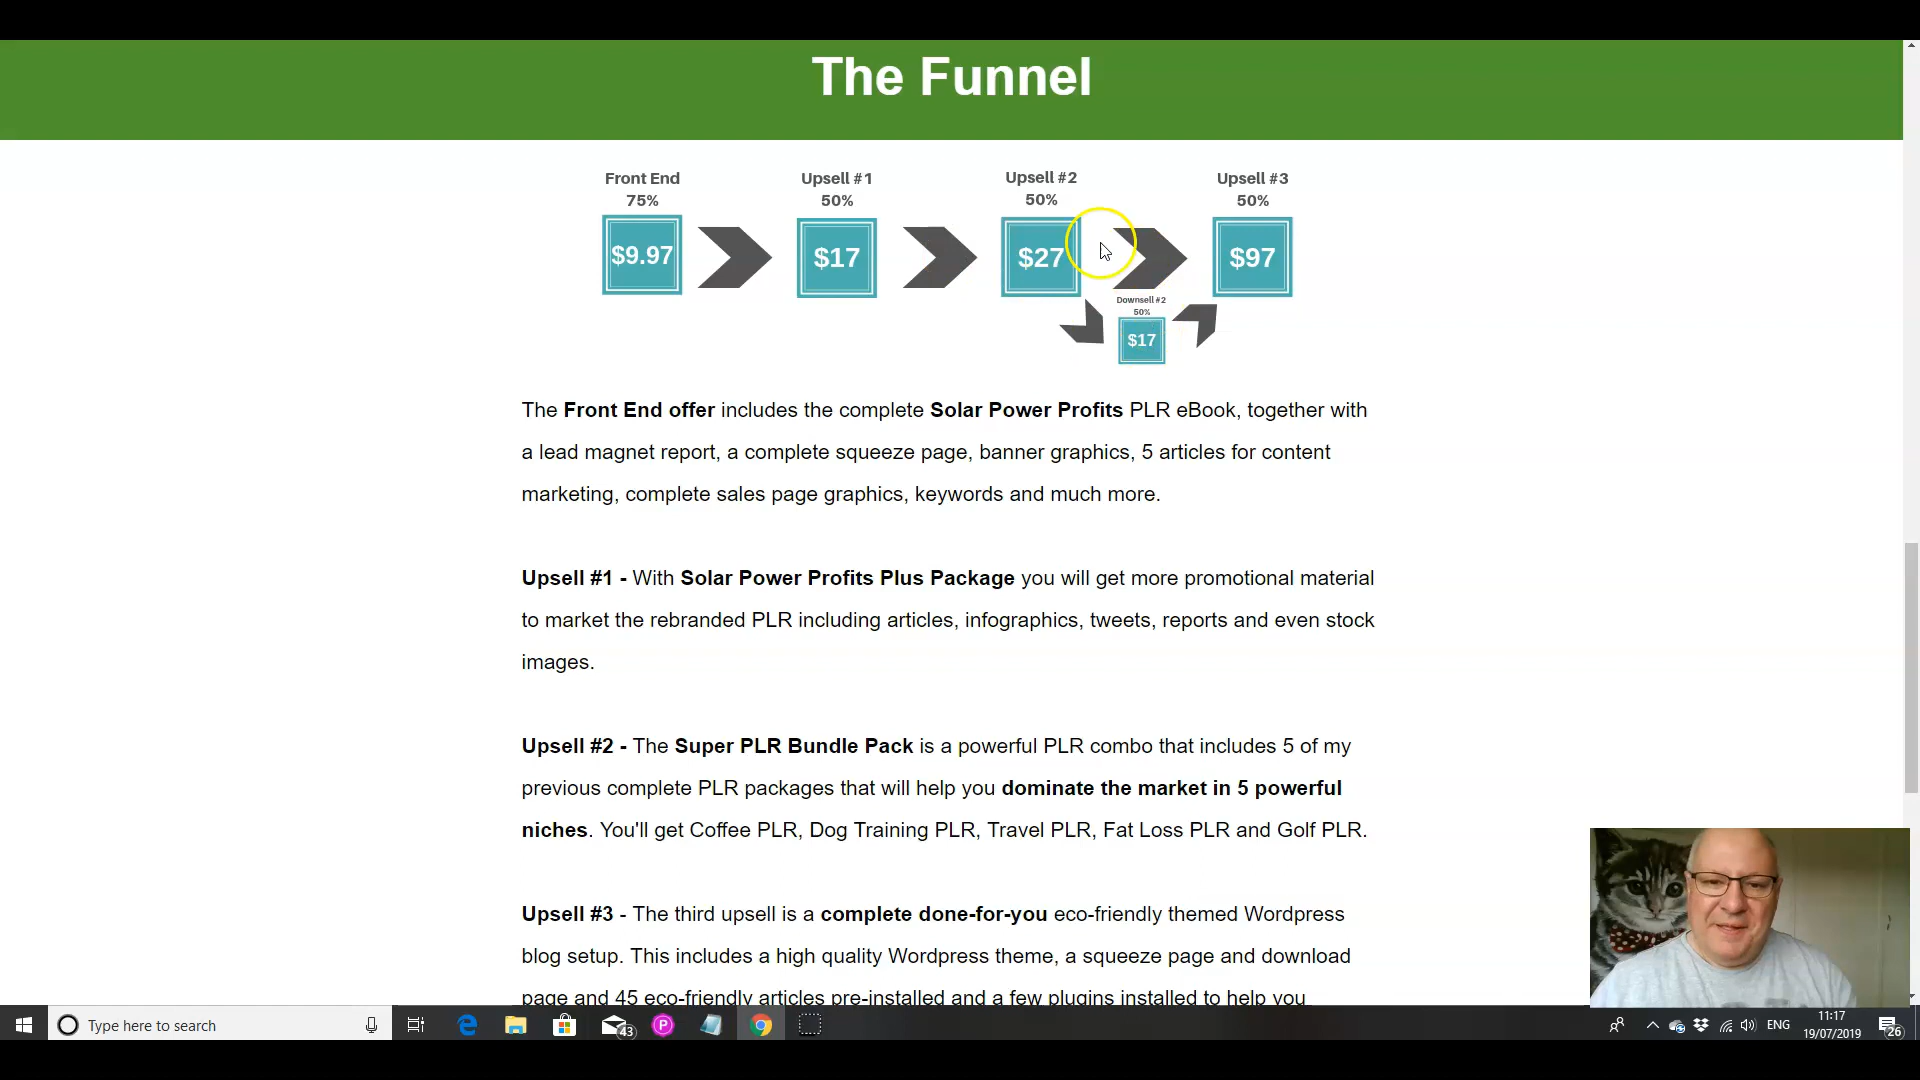 The Funnel
Front End
75%
$9.97
Upsell #1
50%
$17
Upsell #2
50%
$27
Upsell #3
50%
$97
Downsell #2
50%
$17
The Front End offer includes the complete Solar Power Profits PLR eBook, together with
a lead magnet report, a complete squeeze page, banner graphics, 5 articles for content
marketing, complete sales page graphics, keywords and much more.
Upsell #1 - With Solar Power Profits Plus Package you will get more promotional material
to market the rebranded PLR including articles, infographics, tweets, reports and even stock
images.
Upsell #2 - The Super PLR Bundle Pack is a powerful PLR combo that includes 5 of my
previous complete PLR packages that will help you dominate the market in 5 powerful
niches. You'll get Coffee PLR, Dog Training PLR, Travel PLR, Fat Loss PLR and Golf PLR.
Upsell #3 - The third upsell is a complete done-for-you eco-friendly themed Wordpress
blog setup. This includes a high quality Wordpress theme, a squeeze page and download
page and 45 eco-friendly articles pre-installed and a few plugins installed to help you
Type here to search
43
P
ENG
11:17
19/07/2019
26